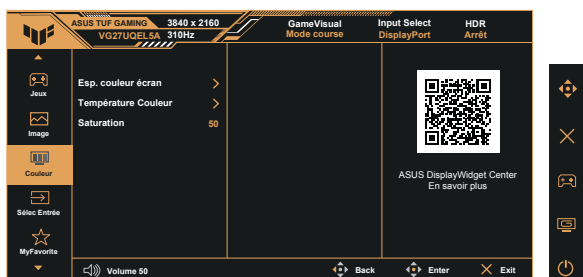 ASUS TUF GAMING 3840 x 2160
VG27UQEL5A 310Hz
GameVisual
Mode course
Input Select
DisplayPort
HDR
Arrêt
Jeux
Image
Couleur
Sélec Entrée
MyFavorite
Esp. couleur écran
Température Couleur
Saturation 50
ASUS DisplayWidget Center
En savoir plus
Volume 50
Back
Enter
Exit